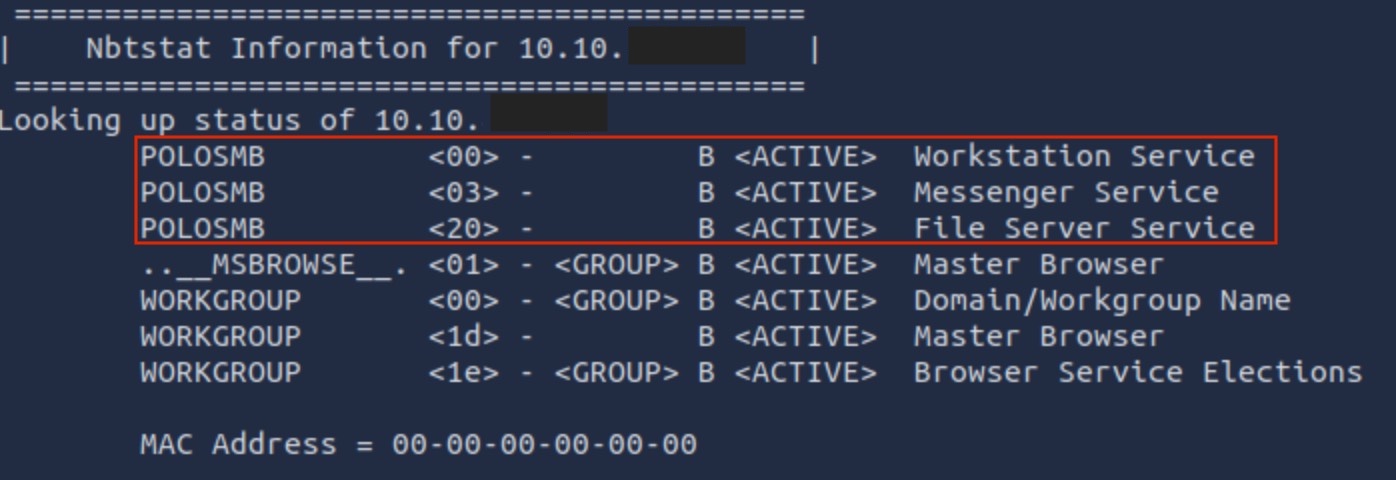 ===========================================
|    Nbtstat Information for 10.10.    |
===========================================
Looking up status of 10.10.
POLOSMB         <00> -         B <ACTIVE>  Workstation Service
POLOSMB         <03> -         B <ACTIVE>  Messenger Service
POLOSMB         <20> -         B <ACTIVE>  File Server Service
..__MSBROWSE__. <01> - <GROUP> B <ACTIVE>  Master Browser
WORKGROUP       <00> - <GROUP> B <ACTIVE>  Domain/Workgroup Name
WORKGROUP       <1d> -         B <ACTIVE>  Master Browser
WORKGROUP       <1e> - <GROUP> B <ACTIVE>  Browser Service Elections
MAC Address = 00-00-00-00-00-00